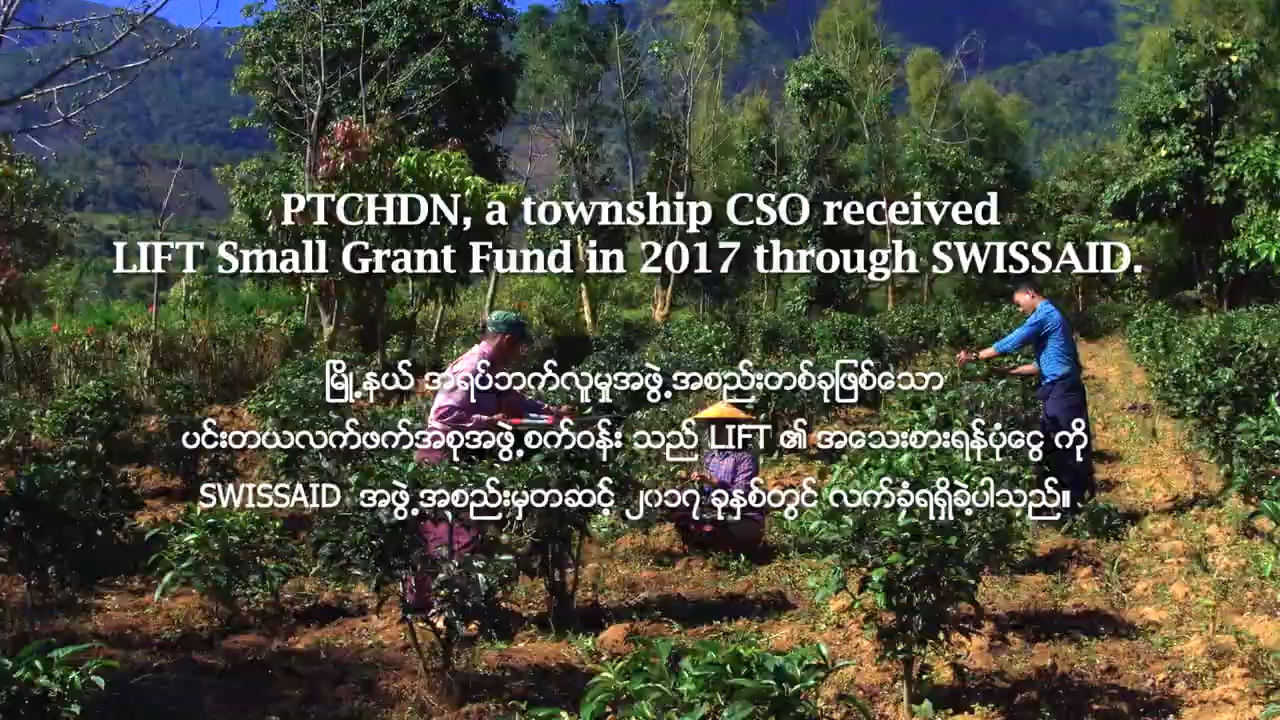 PTCHDN, a township CSO received
LIFT Small Grant Fund in 2017 through SWISSAID.
မြို့နယ် အရပ်ဘက်လူမှုအဖွဲ့အစည်းတစ်ခုဖြစ်သော
ပင်းတယလက်ဖက်အစုအဖွဲ့စက်ဝန်း သည် LIFT ၏ အသေးစားရန်ပုံငွေ ကို
SWISSAID အဖွဲ့အစည်းမှတဆင့် ၂၀၁၇ ခုနှစ်တွင် လက်ခံရရှိခဲ့ပါသည်။